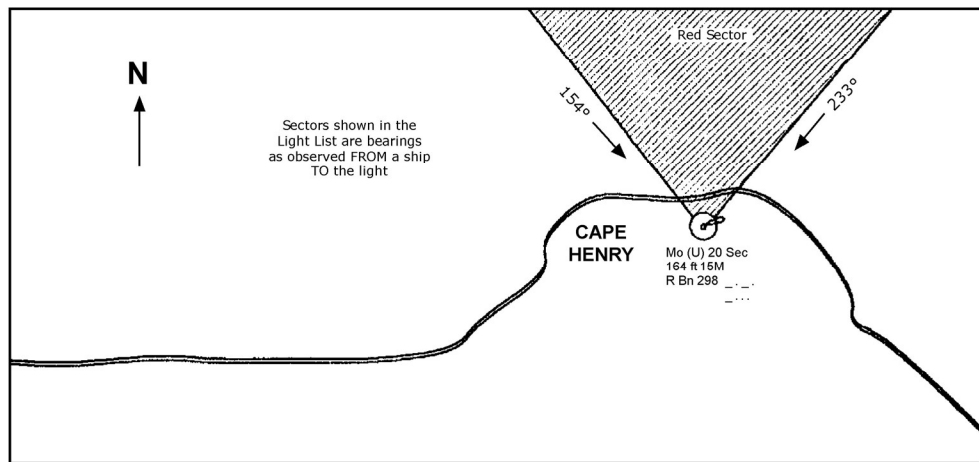 Red Sector
N
154°
233°
Sectors shown in the
Light List are bearings
as observed FROM a ship
TO the light
CAPE
HENRY
Mo (U) 20 Sec
164 ft 15M
R Bn 298 _ . _ .
_ . . .